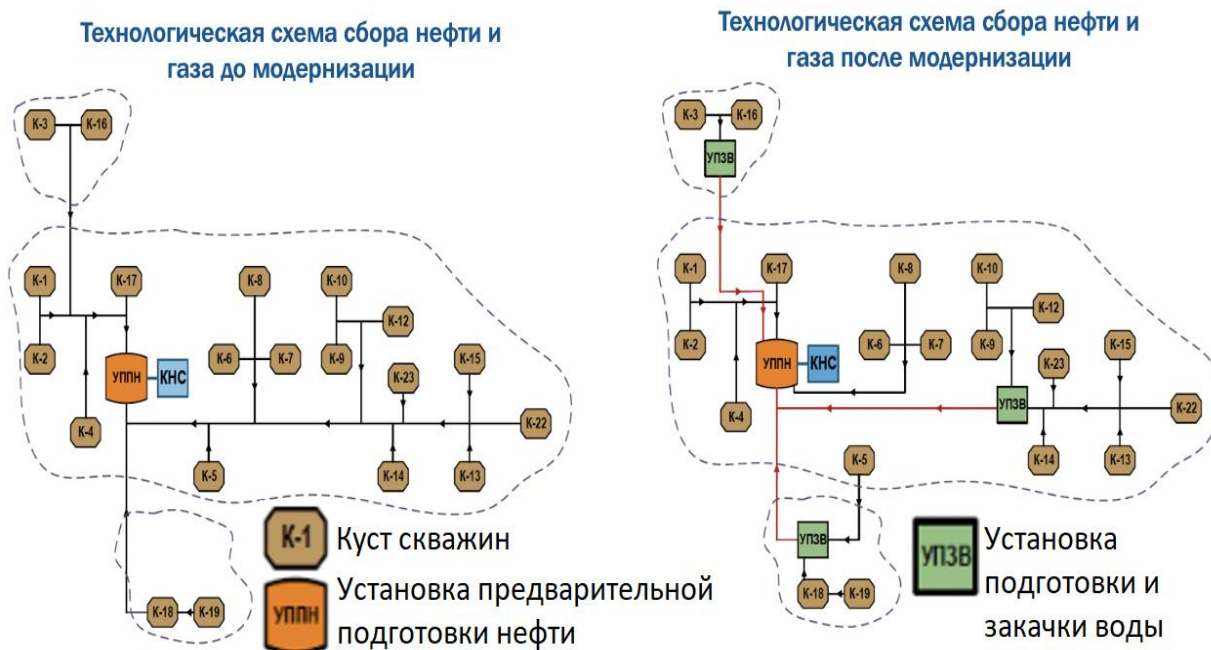 Технологическая схема сбора нефти и
газа до модернизации
К-3
К-16
К-1
К-17
К-8
К-10
К-12
К-2
УППН
КНС
К-6
К-7
К-9
К-23
К-15
К-4
К-22
К-5
К-14
К-13
К-18
К-19
К-1
Куст скважин
УППН
Установка предварительной
подготовки нефти
Технологическая схема сбора нефти и
газа после модернизации
К-3
К-16
УПЗВ
К-1
К-17
К-8
К-10
К-12
К-2
УППН
КНС
К-6
К-7
К-9
К-15
К-23
К-4
УПЗВ
К-22
К-5
К-14
К-13
УПЗВ
К-18
К-19
УПЗВ
Установка
подготовки и
закачки воды